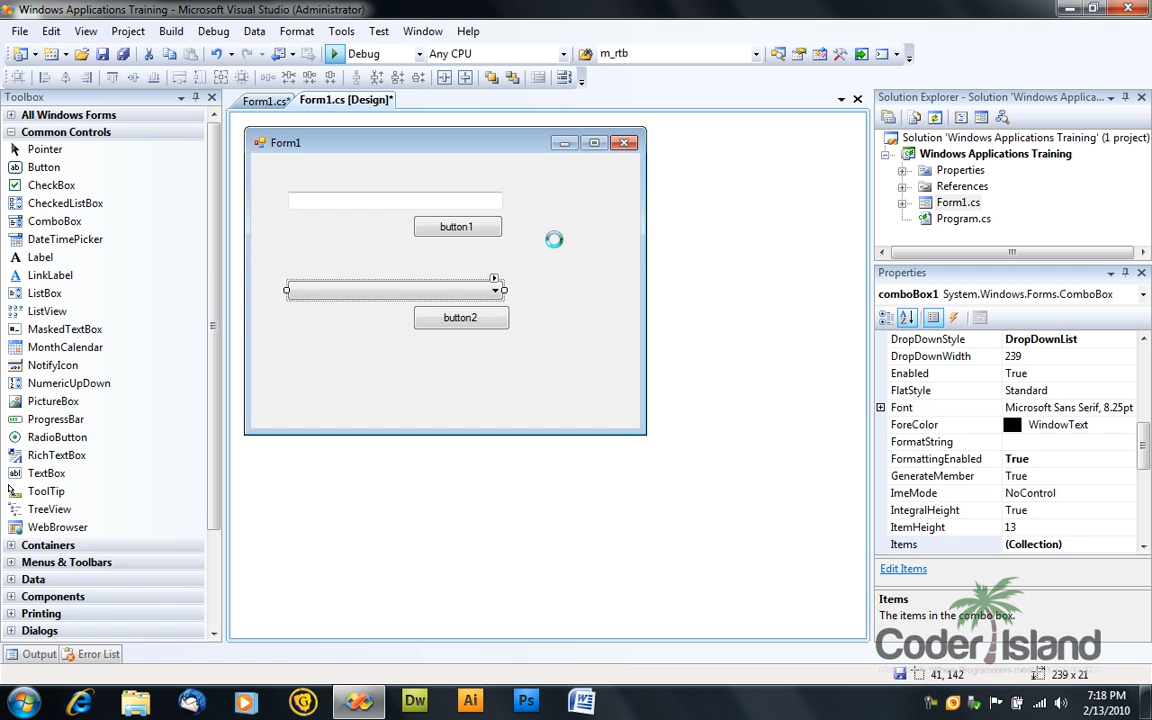 Windows Applications Training - Microsoft Visual Studio (Administrator)
File Edit View Project Build Debug Data Format Tools Test Window Help
Debug Any CPU m_rtb
Toolbox
All Windows Forms
Common Controls
Pointer
Button
CheckBox
CheckedListBox
ComboBox
DateTimePicker
Label
LinkLabel
ListBox
ListView
MaskedTextBox
MonthCalendar
NotifyIcon
NumericUpDown
PictureBox
ProgressBar
RadioButton
RichTextBox
TextBox
ToolTip
TreeView
WebBrowser
Containers
Menus & Toolbars
Data
Components
Printing
Dialogs
Output Error List
Form1.cs* Form1.cs [Design]*
Form1
button1
button2
Solution Explorer - Solution 'Windows Applica...
Solution 'Windows Applications Training' (1 project)
Windows Applications Training
Properties
References
Form1.cs
Program.cs
Properties
comboBox1 System.Windows.Forms.ComboBox
DropDownStyle DropDownList
DropDownWidth 239
Enabled True
FlatStyle Standard
Font Microsoft Sans Serif, 8.25pt
ForeColor WindowText
FormatString
FormattingEnabled True
GenerateMember True
ImeMode NoControl
IntegralHeight True
ItemHeight 13
Items (Collection)
Edit Items
Items
The items in the combo box.
Coder Island
41, 142 239 x 21
Dw Ai Ps
7:18 PM
2/13/2010